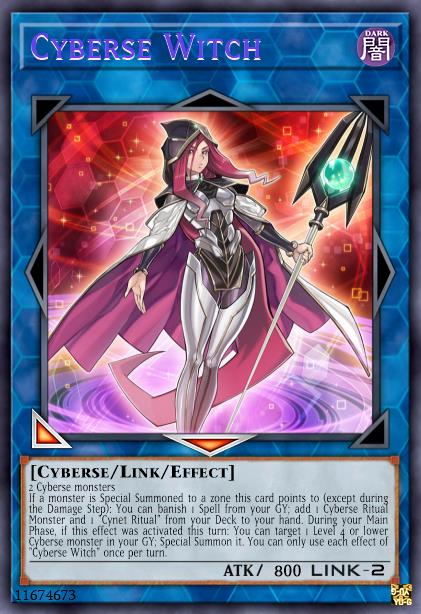 CYBERSE WITCH
DARK
闇
[CYBERSE/LINK/EFFECT]
2 Cyberse monsters
If a monster is Special Summoned to a zone this card points to (except during
the Damage Step): You can banish 1 Spell from your GY; add 1 Cyberse Ritual
Monster and 1 "Cynet Ritual" from your Deck to your hand. During your Main
Phase, if this effect was activated this turn: You can target 1 Level 4 or lower
Cyberse monster in your GY; Special Summon it. You can only use each effect of
"Cyberse Witch" once per turn.
ATK/ 800 LINK-2
11674673